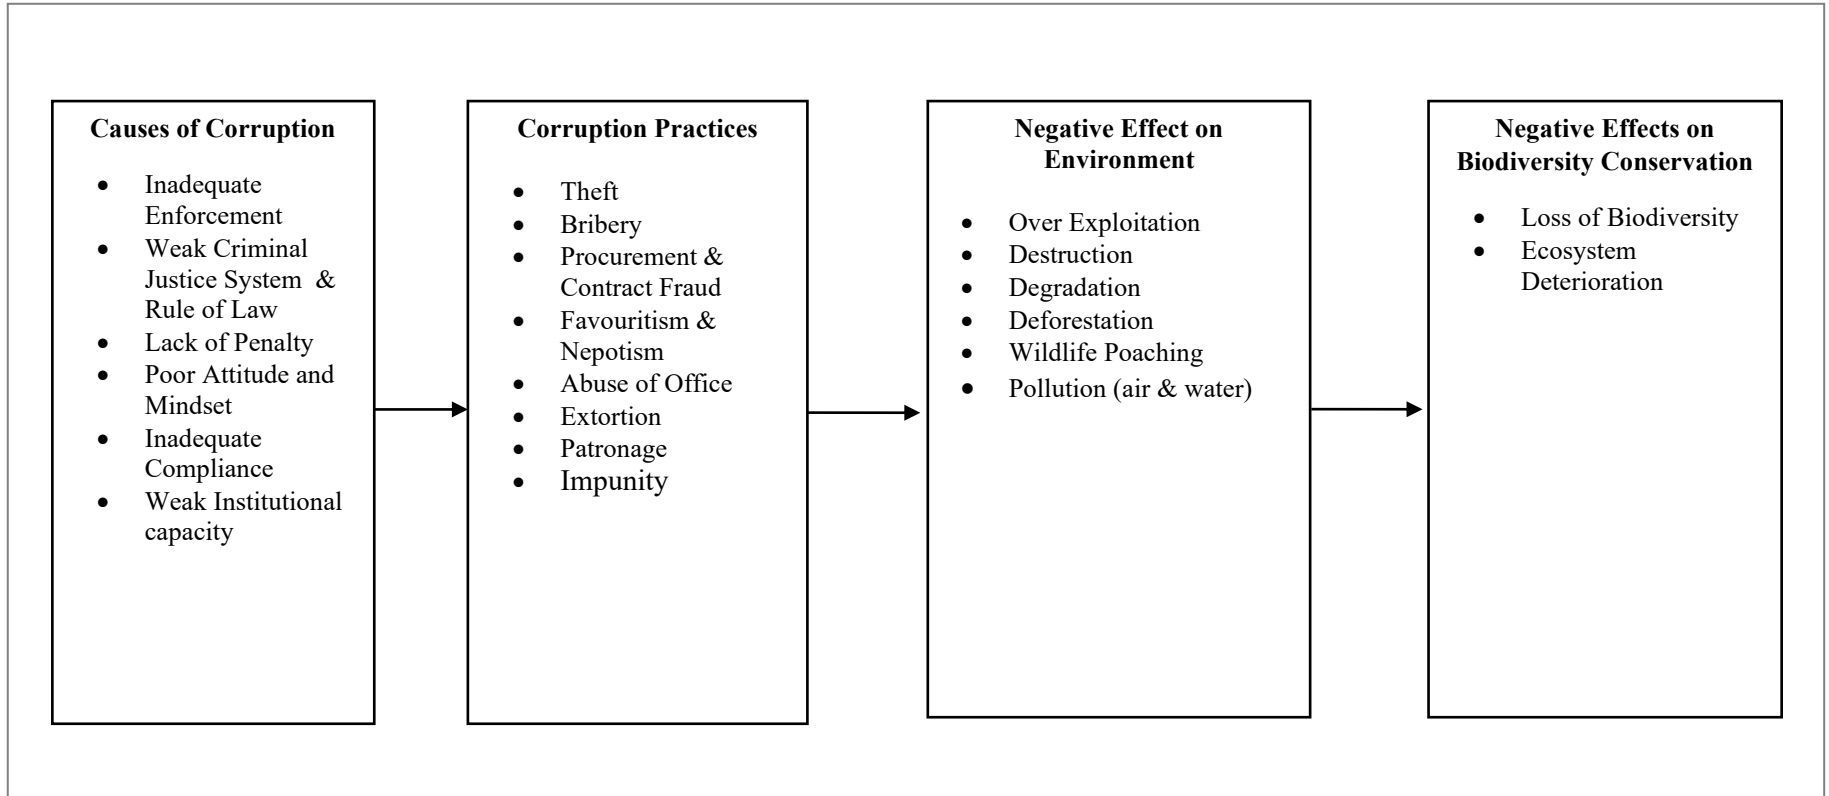 Causes of Corruption
• Inadequate
Enforcement
• Weak Criminal
Justice System  &
Rule of Law
• Lack of Penalty
• Poor Attitude and
Mindset
• Inadequate
Compliance
• Weak Institutional
capacity
Corruption Practices
• Theft
• Bribery
• Procurement &
Contract Fraud
• Favouritism &
Nepotism
• Abuse of Office
• Extortion
• Patronage
• Impunity
Negative Effect on
Environment
• Over Exploitation
• Destruction
• Degradation
• Deforestation
• Wildlife Poaching
• Pollution (air & water)
Negative Effects on
Biodiversity Conservation
• Loss of Biodiversity
• Ecosystem
Deterioration